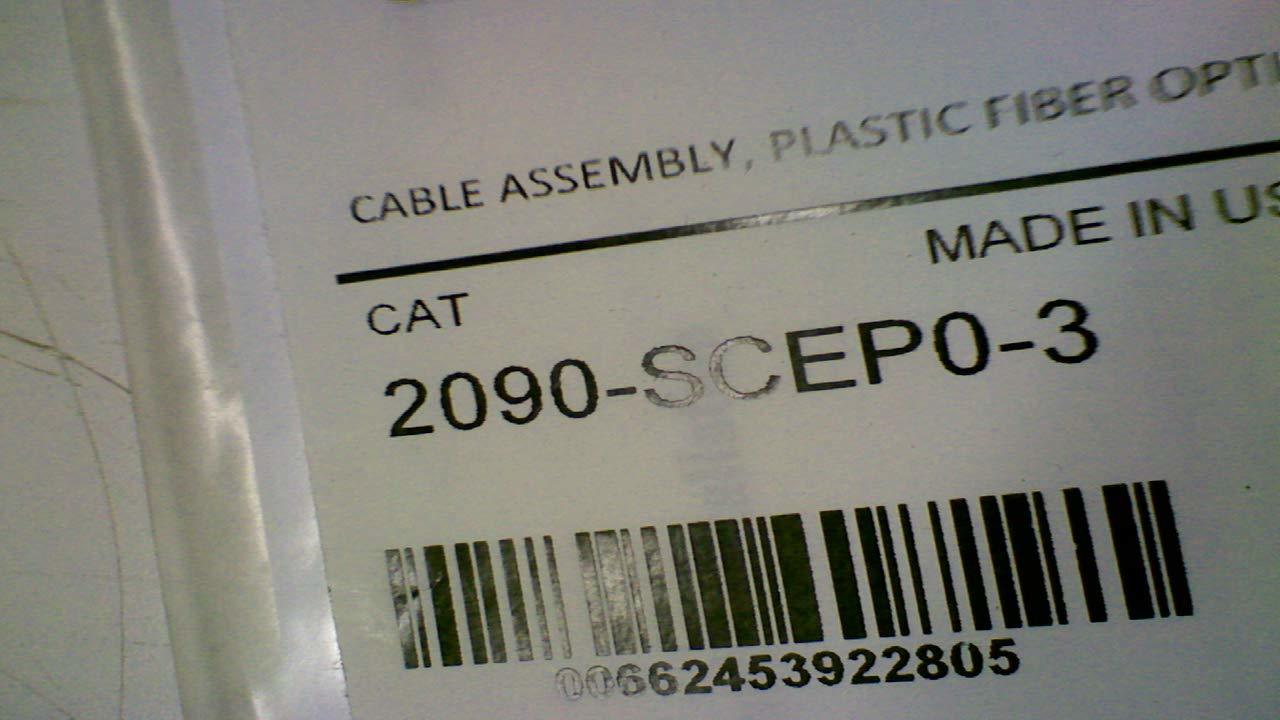 CABLE ASSEMBLY, PLASTIC FIBER OPTI
MADE IN US
CAT
2090-SCEP0-3
00662453922805